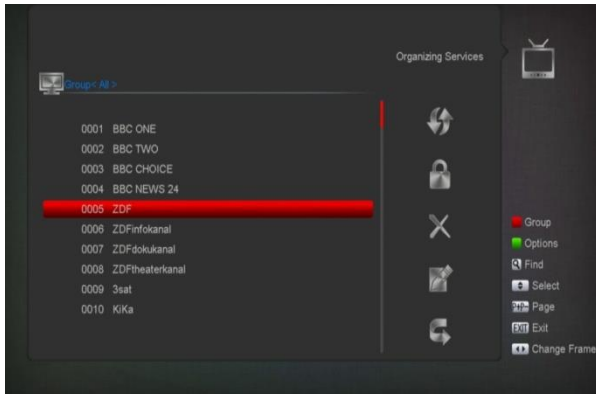 Organizing Services
Group< All >
0001 BBC ONE
0002 BBC TWO
0003 BBC CHOICE
0004 BBC NEWS 24
0005 ZDF
0006 ZDFinfokanal
0007 ZDFdokukanal
0008 ZDFtheaterkanal
0009 3sat
0010 KiKa
Group
Options
Find
Select
P+/P- Page
EXIT Exit
Change Frame